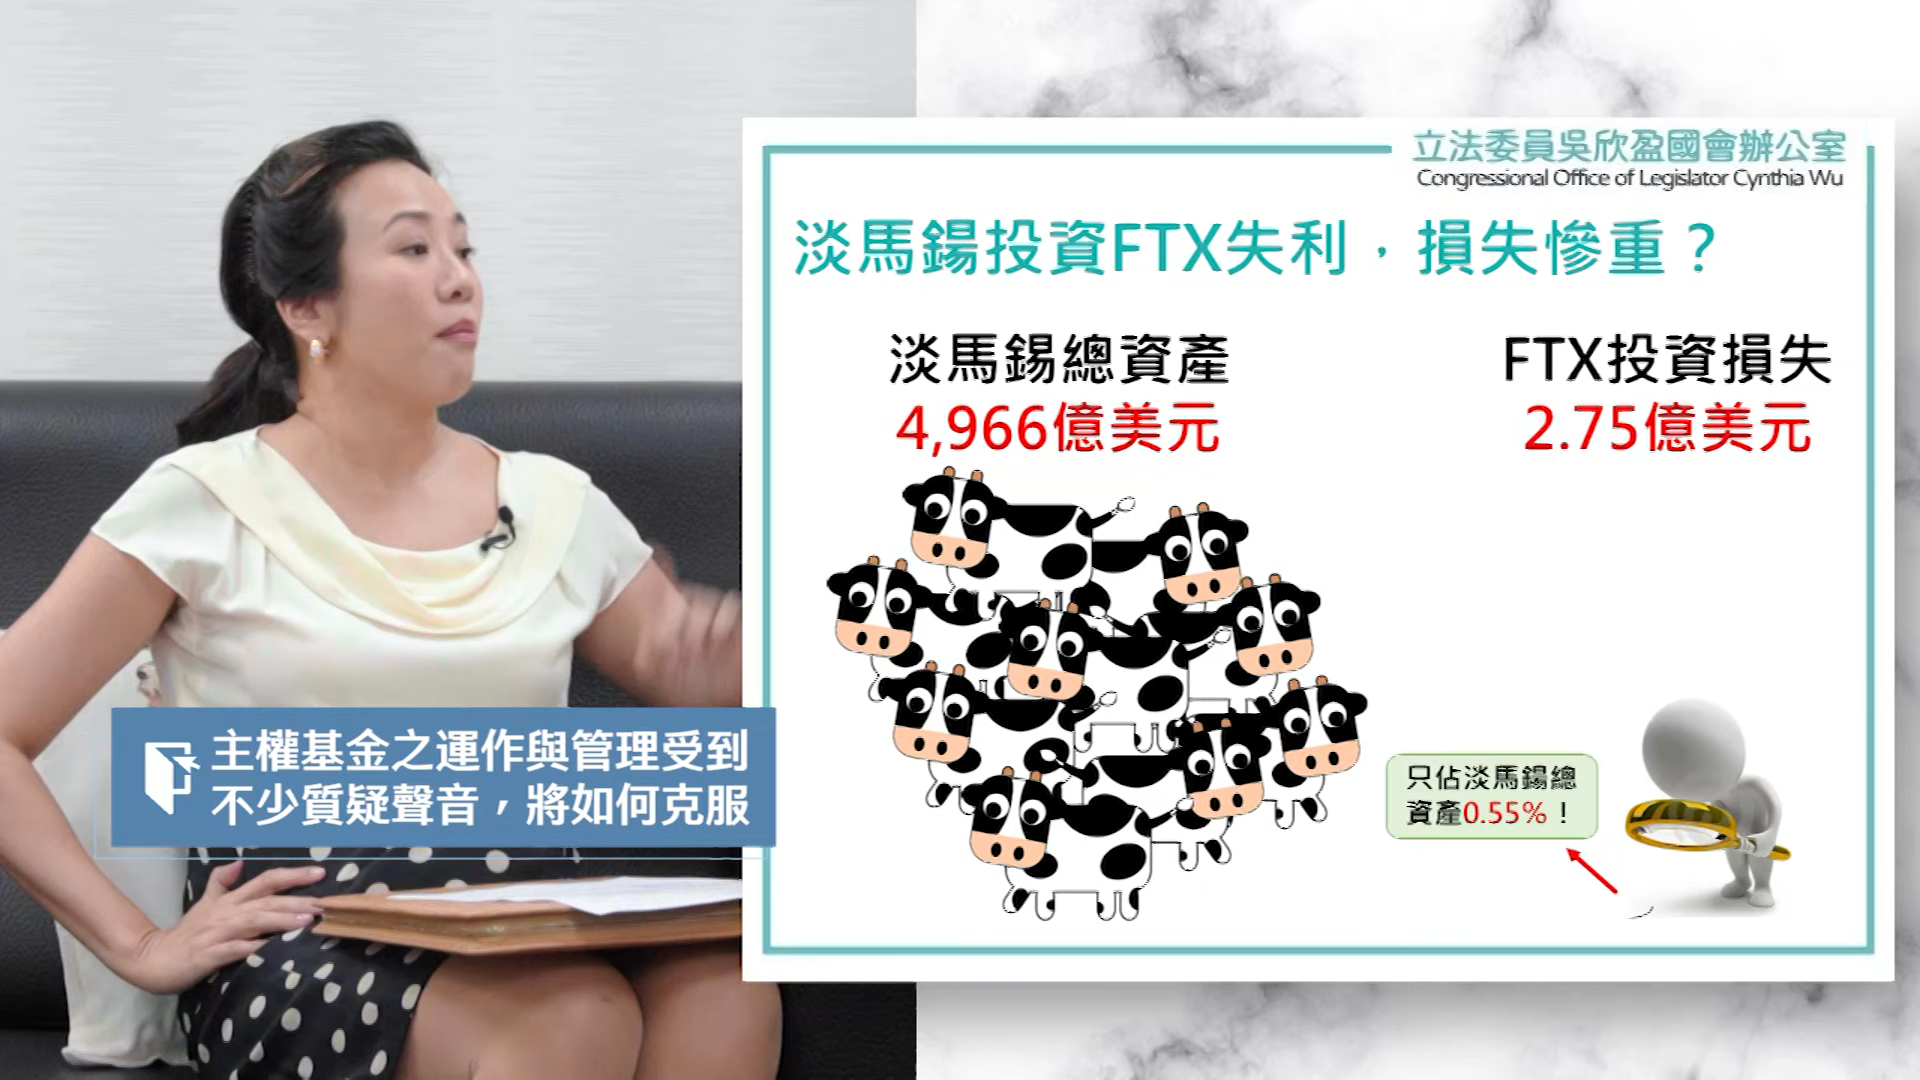 立法委員吳欣盈國會辦公室
Congressional Office of Legislator Cynthia Wu
淡馬錫投資FTX失利，損失慘重？
淡馬錫總資產
4,966億美元
FTX投資損失
2.75億美元
只佔淡馬錫總
資產0.55%！
主權基金之運作與管理受到
不少質疑聲音，將如何克服